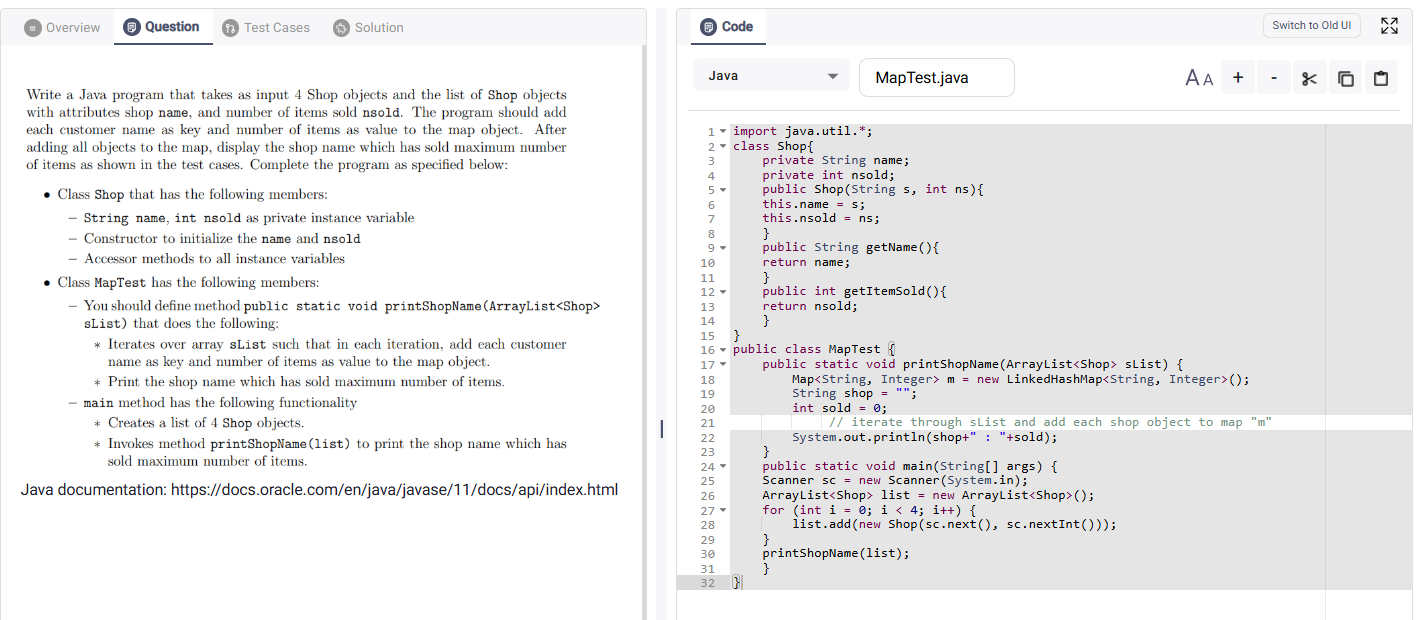 Overview Question Test Cases Solution
Write a Java program that takes as input 4 Shop objects and the list of Shop objects
with attributes shop name, and number of items sold nsold. The program should add
each customer name as key and number of items as value to the map object. After
adding all objects to the map, display the shop name which has sold maximum number
of items as shown in the test cases. Complete the program as specified below:
• Class Shop that has the following members:
– String name, int nsold as private instance variable
– Constructor to initialize the name and nsold
– Accessor methods to all instance variables
• Class MapTest has the following members:
– You should define method public static void printShopName(ArrayList<Shop>
sList) that does the following:
* Iterates over array sList such that in each iteration, add each customer
name as key and number of items as value to the map object.
* Print the shop name which has sold maximum number of items.
– main method has the following functionality
* Creates a list of 4 Shop objects.
* Invokes method printShopName(list) to print the shop name which has
sold maximum number of items.
Java documentation: https://docs.oracle.com/en/java/javase/11/docs/api/index.html
Code Switch to Old UI
Java MapTest.java A A + -
1 import java.util.*;
2 class Shop{
3 private String name;
4 private int nsold;
5 public Shop(String s, int ns){
6 this.name = s;
7 this.nsold = ns;
8 }
9 public String getName(){
10 return name;
11 }
12 public int getItemSold(){
13 return nsold;
14 }
15 }
16 public class MapTest {
17 public static void printShopName(ArrayList<Shop> sList) {
18 Map<String, Integer> m = new LinkedHashMap<String, Integer>();
19 String shop = "";
20 int sold = 0;
21 // iterate through sList and add each shop object to map "m"
22 System.out.println(shop+" : "+sold);
23 }
24 public static void main(String[] args) {
25 Scanner sc = new Scanner(System.in);
26 ArrayList<Shop> list = new ArrayList<Shop>();
27 for (int i = 0; i < 4; i++) {
28 list.add(new Shop(sc.next(), sc.nextInt()));
29 }
30 printShopName(list);
31 }
32 }